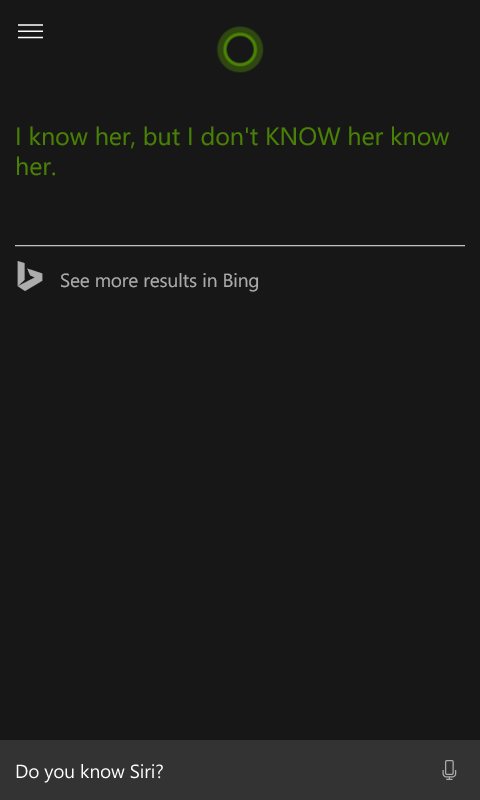 I know her, but I don't KNOW her know
her.
See more results in Bing
Do you know Siri?